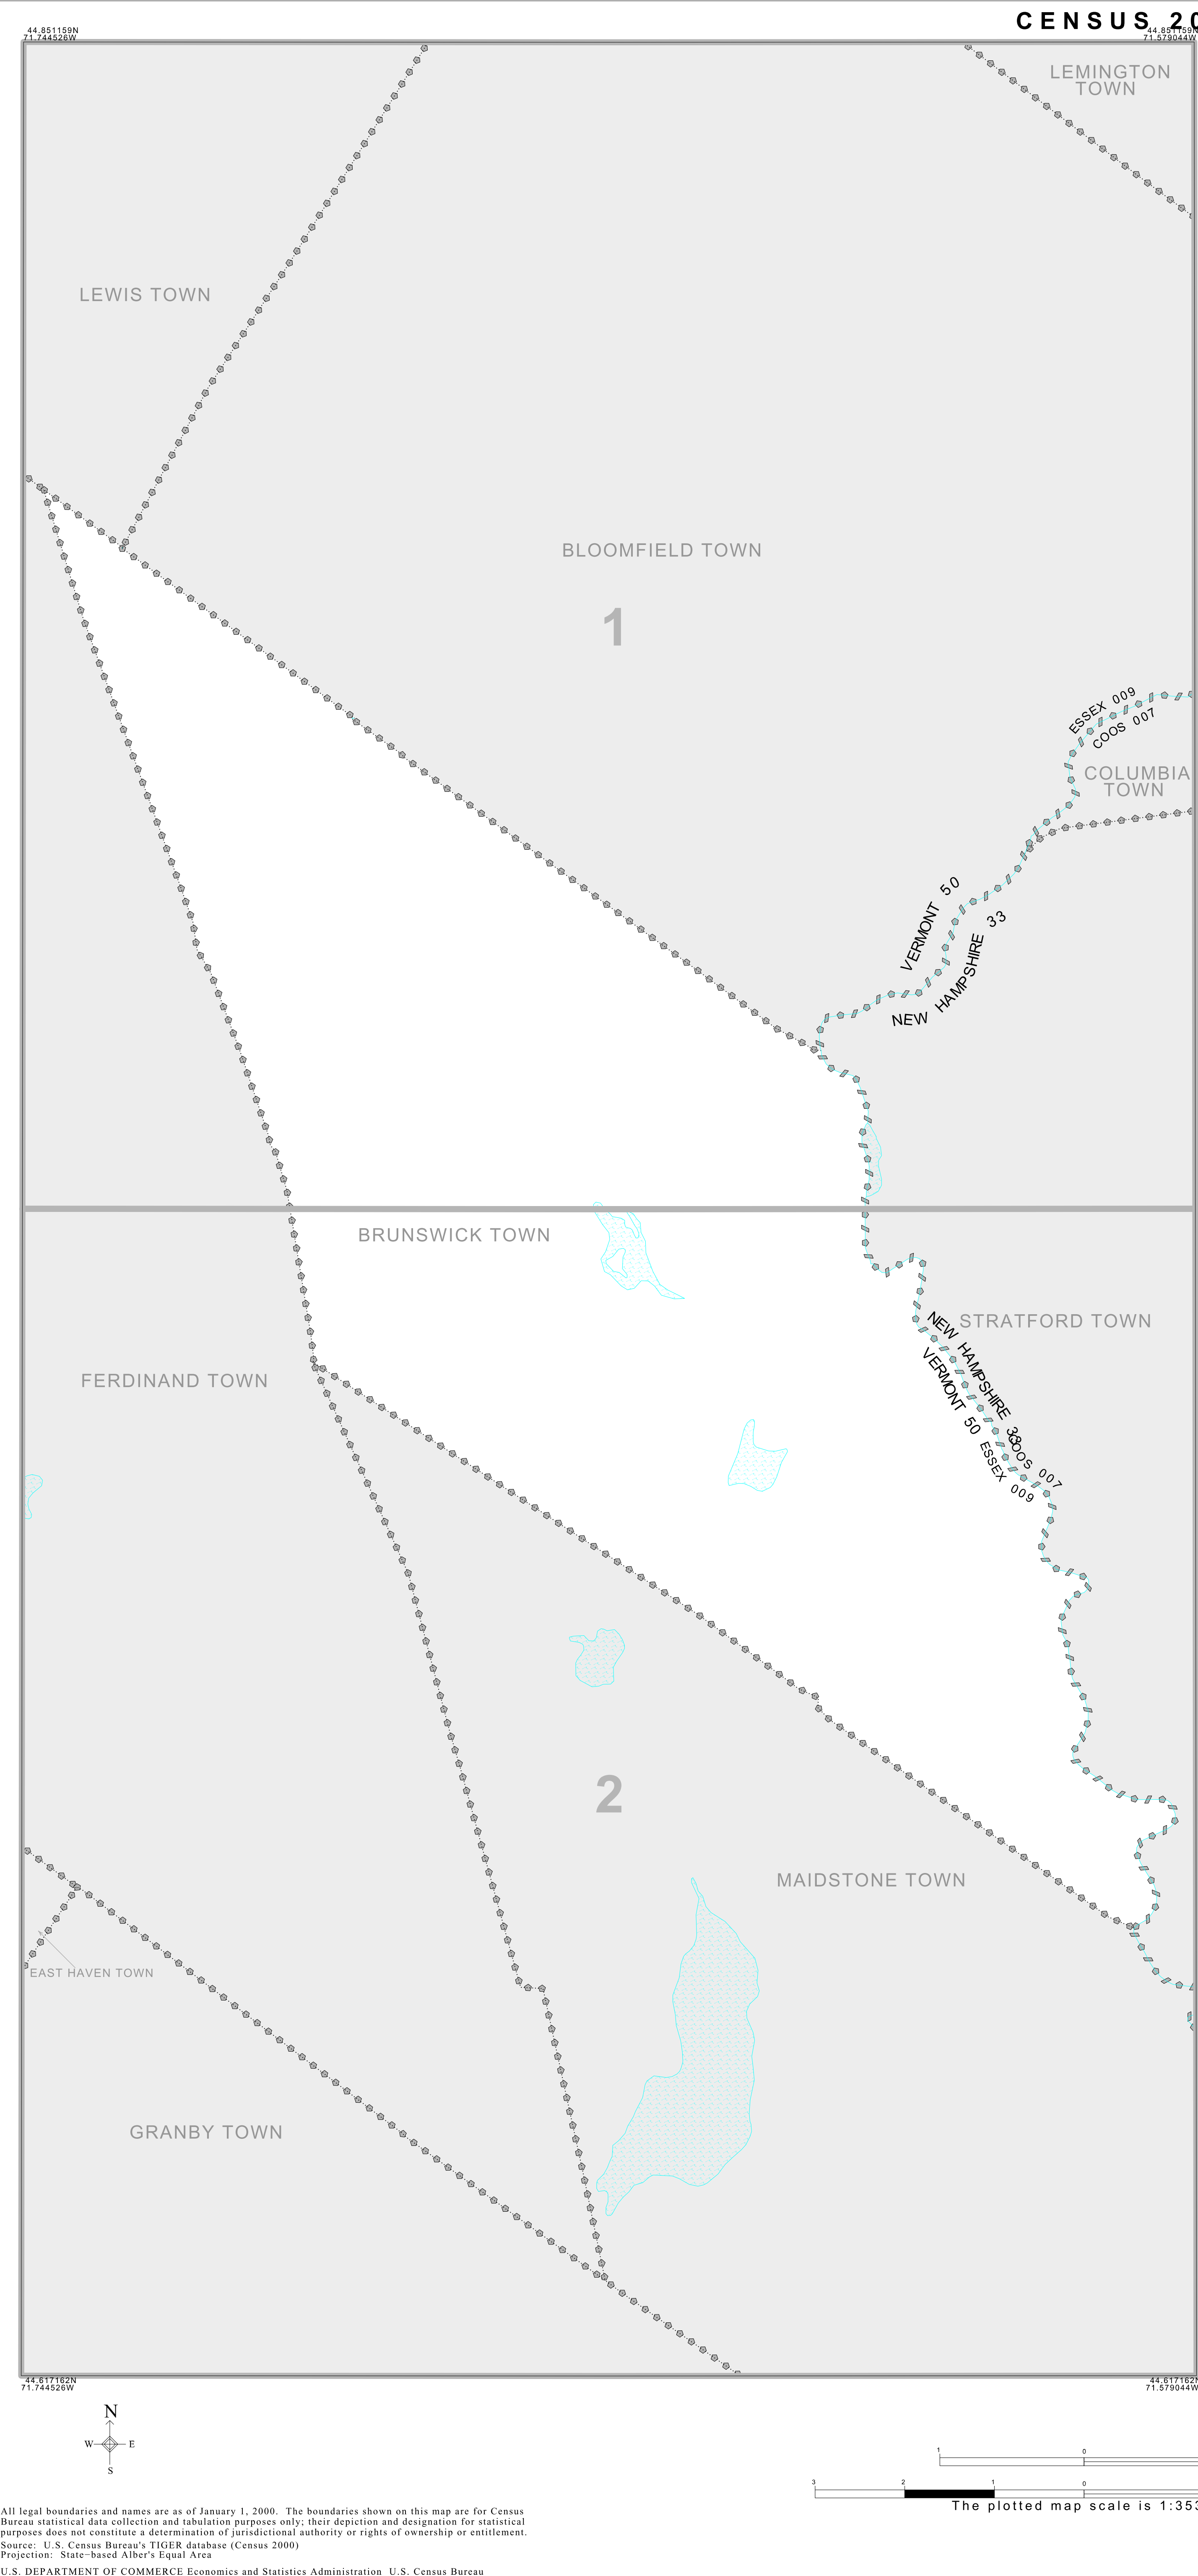 CENSUS 20
44.851159N
71.744526W
44.851159N
71.579044W
LEMINGTON
TOWN
LEWIS TOWN
BLOOMFIELD TOWN
1
ESSEX 009
COOS 007
COLUMBIA
TOWN
VERMONT 50
NEW HAMPSHIRE 33
BRUNSWICK TOWN
STRATFORD TOWN
NEW HAMPSHIRE 33
VERMONT 50
COOS 007
ESSEX 009
FERDINAND TOWN
2
MAIDSTONE TOWN
EAST HAVEN TOWN
GRANBY TOWN
44.617162N
71.744526W
44.617162N
71.579044W
N
W E
S
1 0
3 2 1 0
The plotted map scale is 1:353
All legal boundaries and names are as of January 1, 2000. The boundaries shown on this map are for Census
Bureau statistical data collection and tabulation purposes only; their depiction and designation for statistical
purposes does not constitute a determination of jurisdictional authority or rights of ownership or entitlement.
Source: U.S. Census Bureau's TIGER database (Census 2000)
Projection: State−based Alber's Equal Area
U.S. DEPARTMENT OF COMMERCE Economics and Statistics Administration U.S. Census Bureau